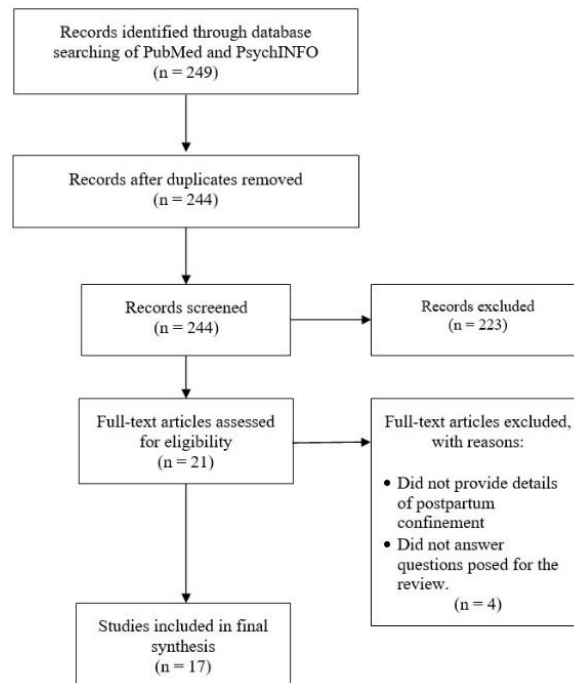 Records identified through database
searching of PubMed and PsychINFO
(n = 249)
Records after duplicates removed
(n = 244)
Records screened
(n = 244)
Records excluded
(n = 223)
Full-text articles assessed
for eligibility
(n = 21)
Full-text articles excluded,
with reasons:
• Did not provide details
of postpartum
confinement
• Did not answer
questions posed for the
review.
(n = 4)
Studies included in final
synthesis
(n = 17)